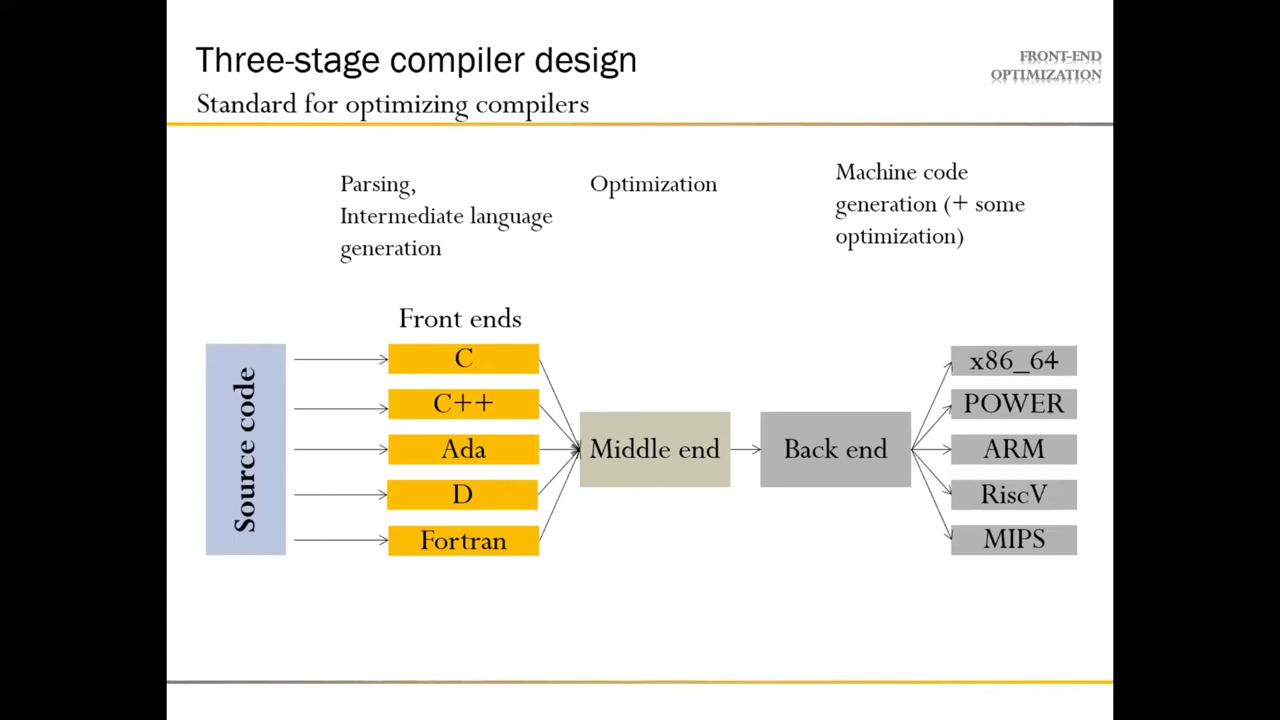 Three-stage compiler design
FRONT-END
OPTIMIZATION
Standard for optimizing compilers
Parsing,
Intermediate language
generation
Optimization
Machine code
generation (+ some
optimization)
Front ends
Source code
C
C++
Ada
D
Fortran
Middle end
Back end
x86_64
POWER
ARM
RiscV
MIPS